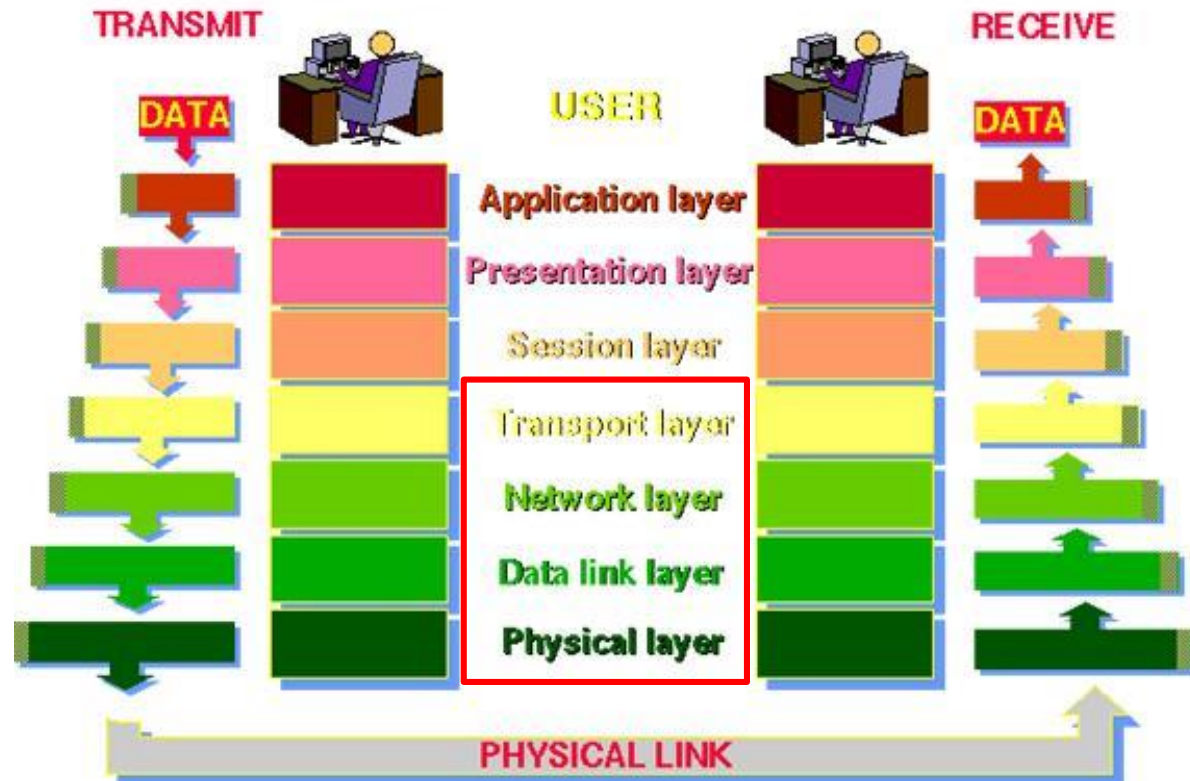 TRANSMIT
RECEIVE
DATA
USER
DATA
Application layer
Presentation layer
Session layer
Transport layer
Network layer
Data link layer
Physical layer
PHYSICAL LINK